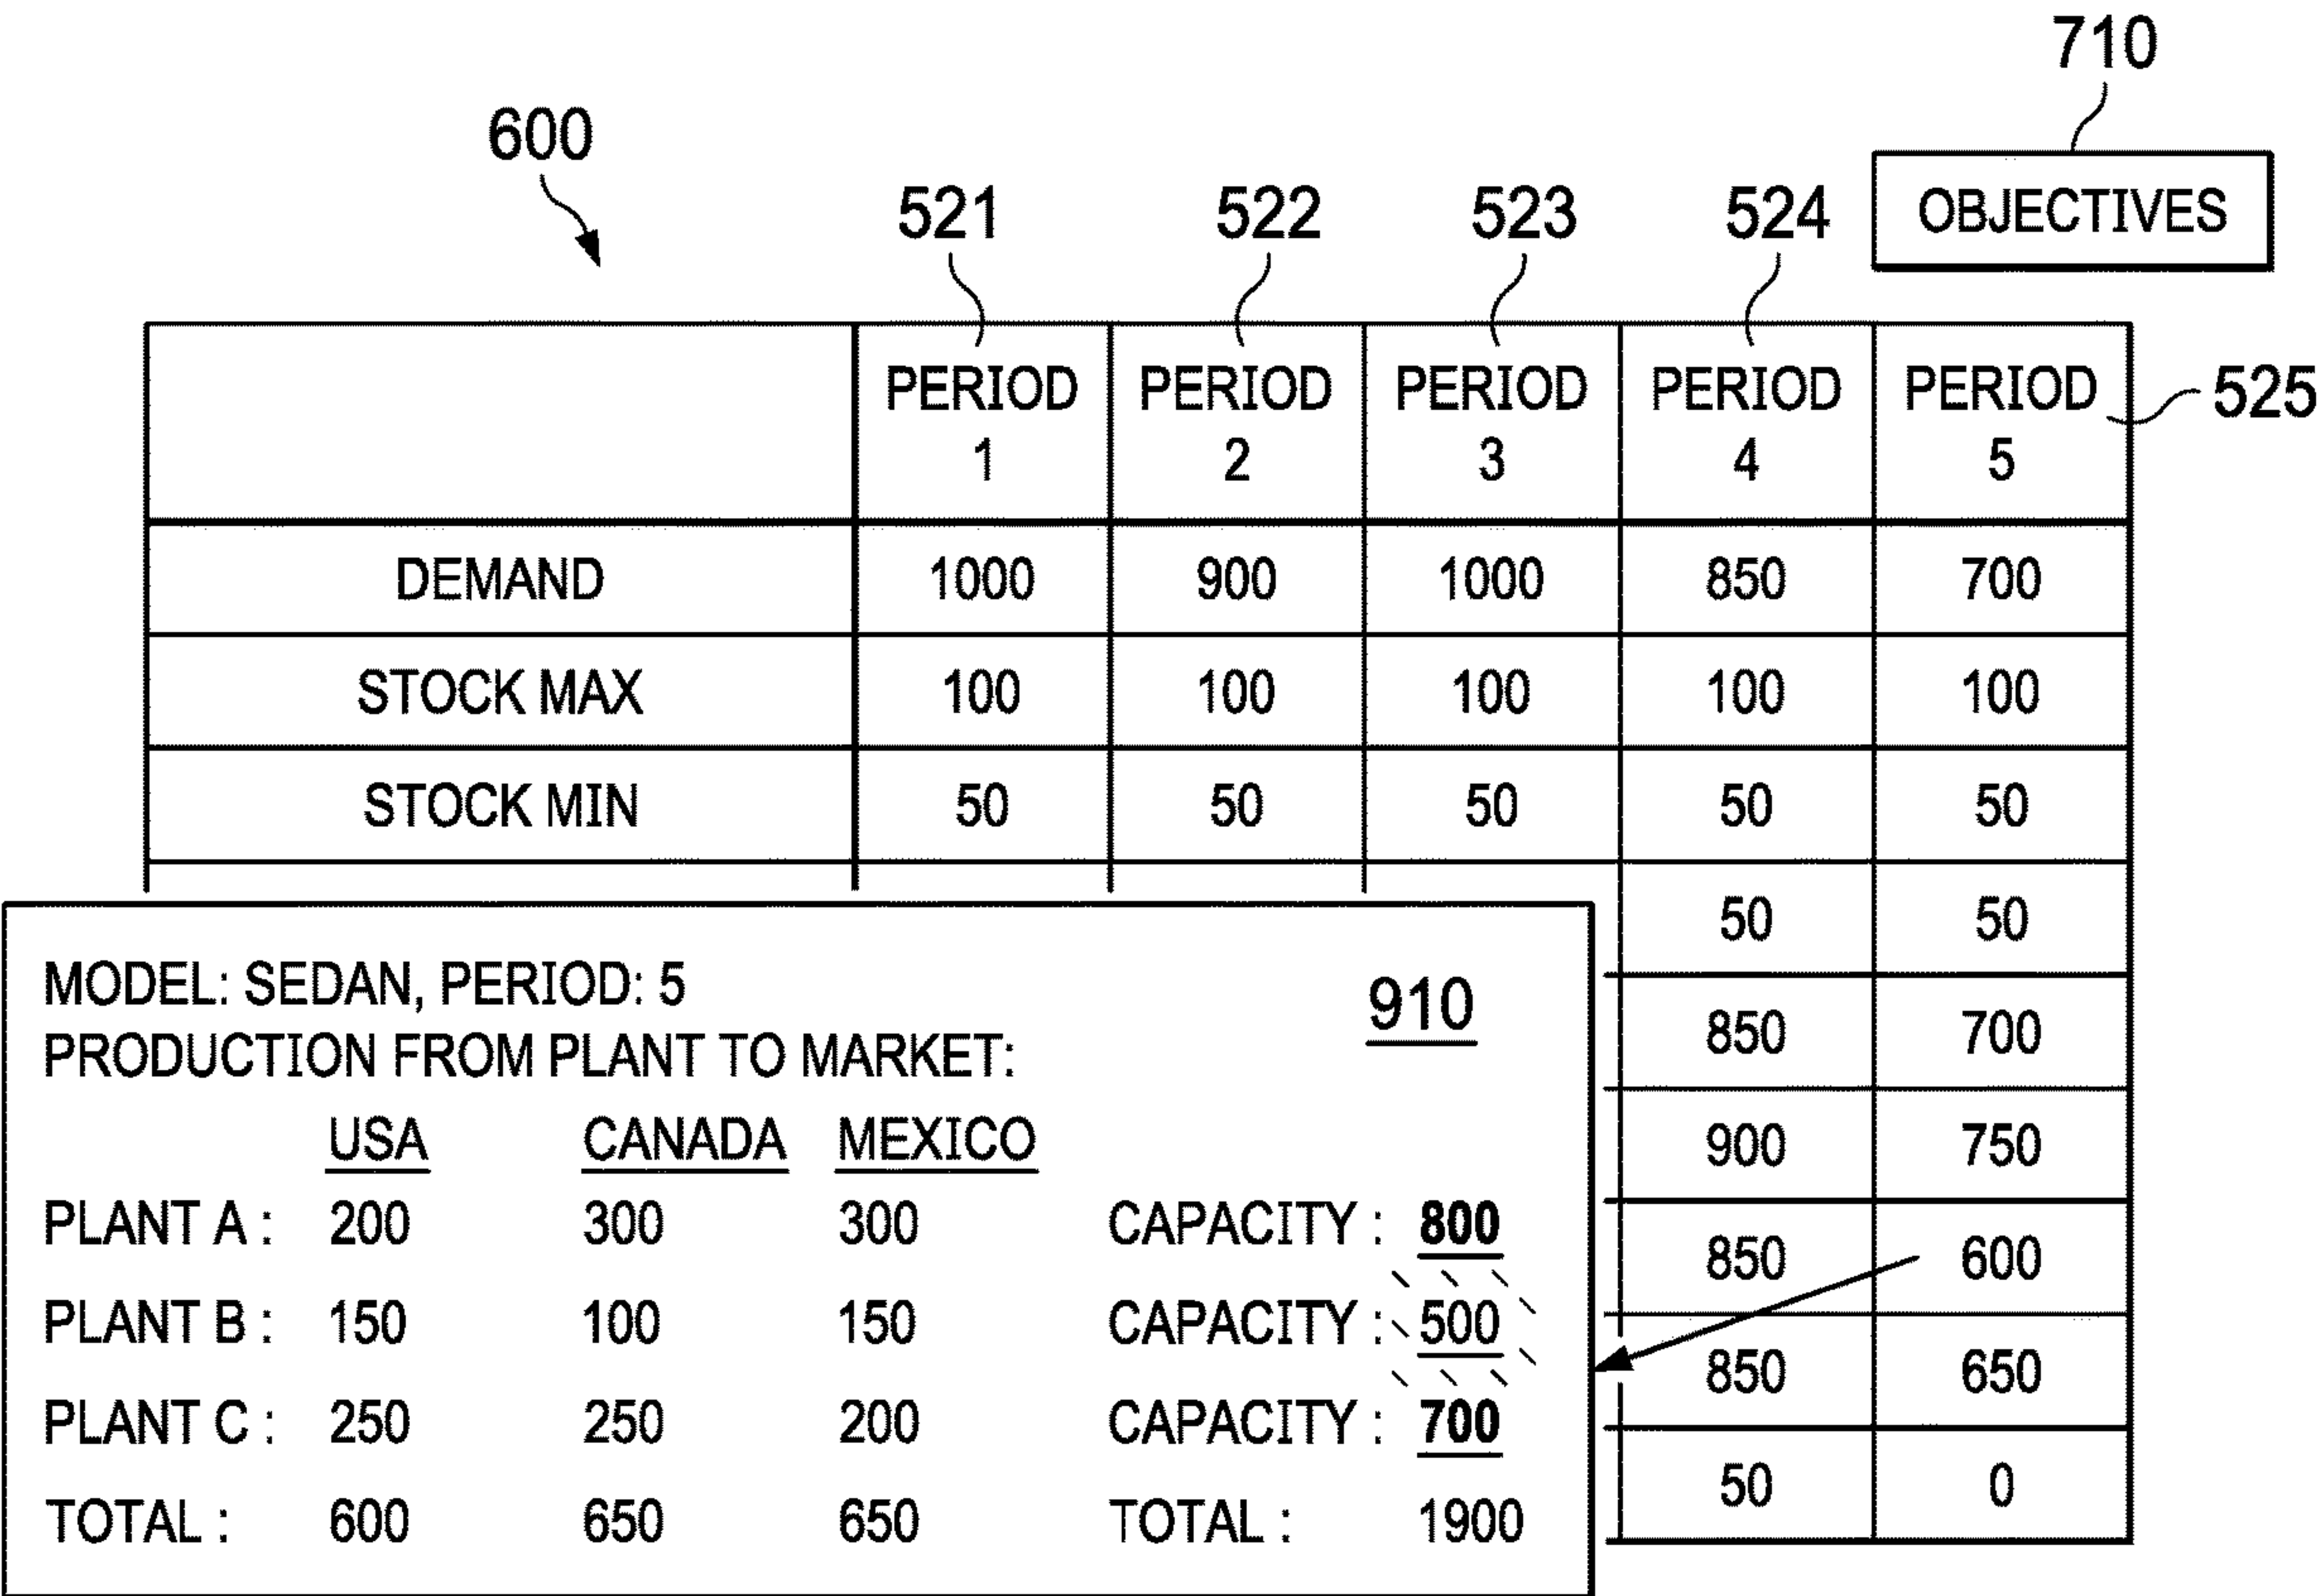 710
600
521 522 523 524 OBJECTIVES
PERIOD 1 PERIOD 2 PERIOD 3 PERIOD 4 PERIOD 5 525
DEMAND 1000 900 1000 850 700
STOCK MAX 100 100 100 100 100
STOCK MIN 50 50 50 50 50
50 50
850 700
900 750
850 600
850 650
50 0
MODEL: SEDAN, PERIOD: 5 910
PRODUCTION FROM PLANT TO MARKET:
USA CANADA MEXICO
PLANT A : 200 300 300 CAPACITY : 800
PLANT B : 150 100 150 CAPACITY : 500
PLANT C : 250 250 200 CAPACITY : 700
TOTAL : 600 650 650 TOTAL : 1900